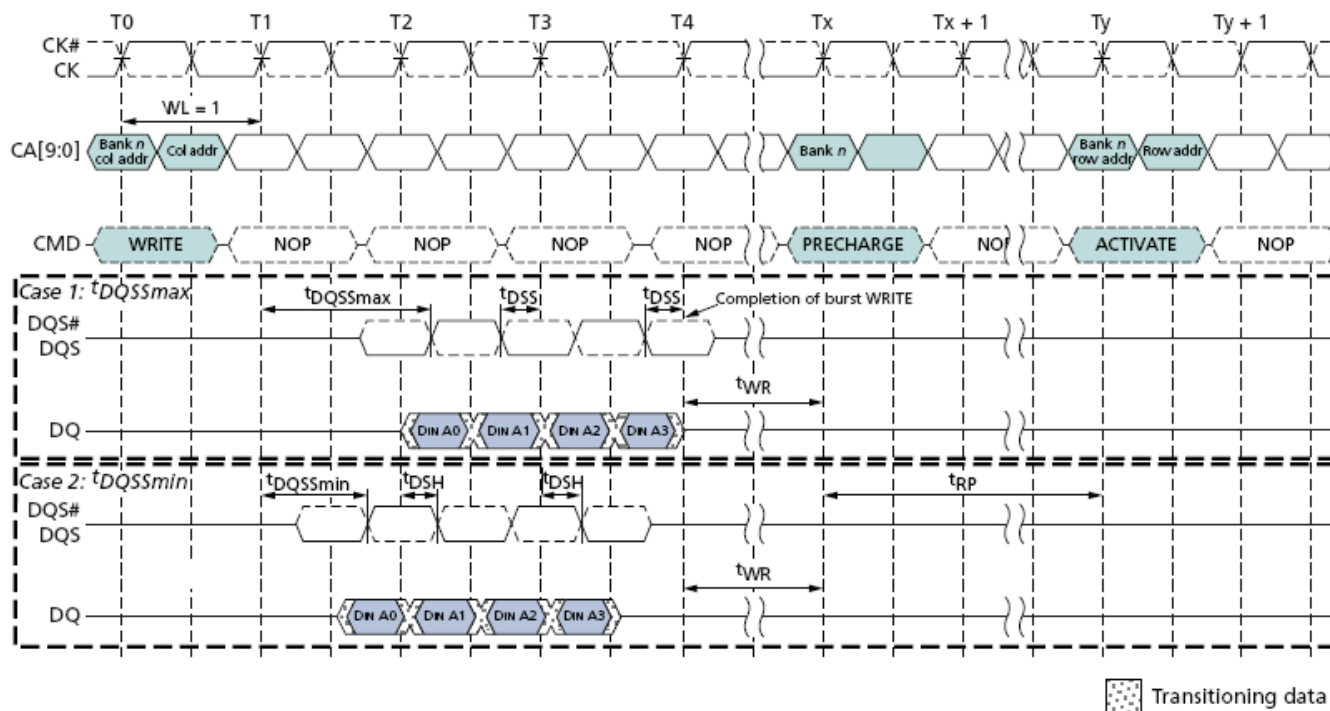 T0 T1 T2 T3 T4 Tx Tx + 1 Ty Ty + 1
CK#
CK
WL = 1
CA[9:0] Bank n col addr Col addr Bank n Bank n row addr Row addr
CMD WRITE NOP NOP NOP NOP PRECHARGE NOP ACTIVATE NOP
Case 1: tDQSSmax
tDQSSmax tDSS tDSS Completion of burst WRITE
DQS#
DQS
tWR
DQ DIN A0 DIN A1 DIN A2 DIN A3
Case 2: tDQSSmin
tDQSSmin tDSH tDSH tRP
DQS#
DQS
tWR
DQ DIN A0 DIN A1 DIN A2 DIN A3
Transitioning data